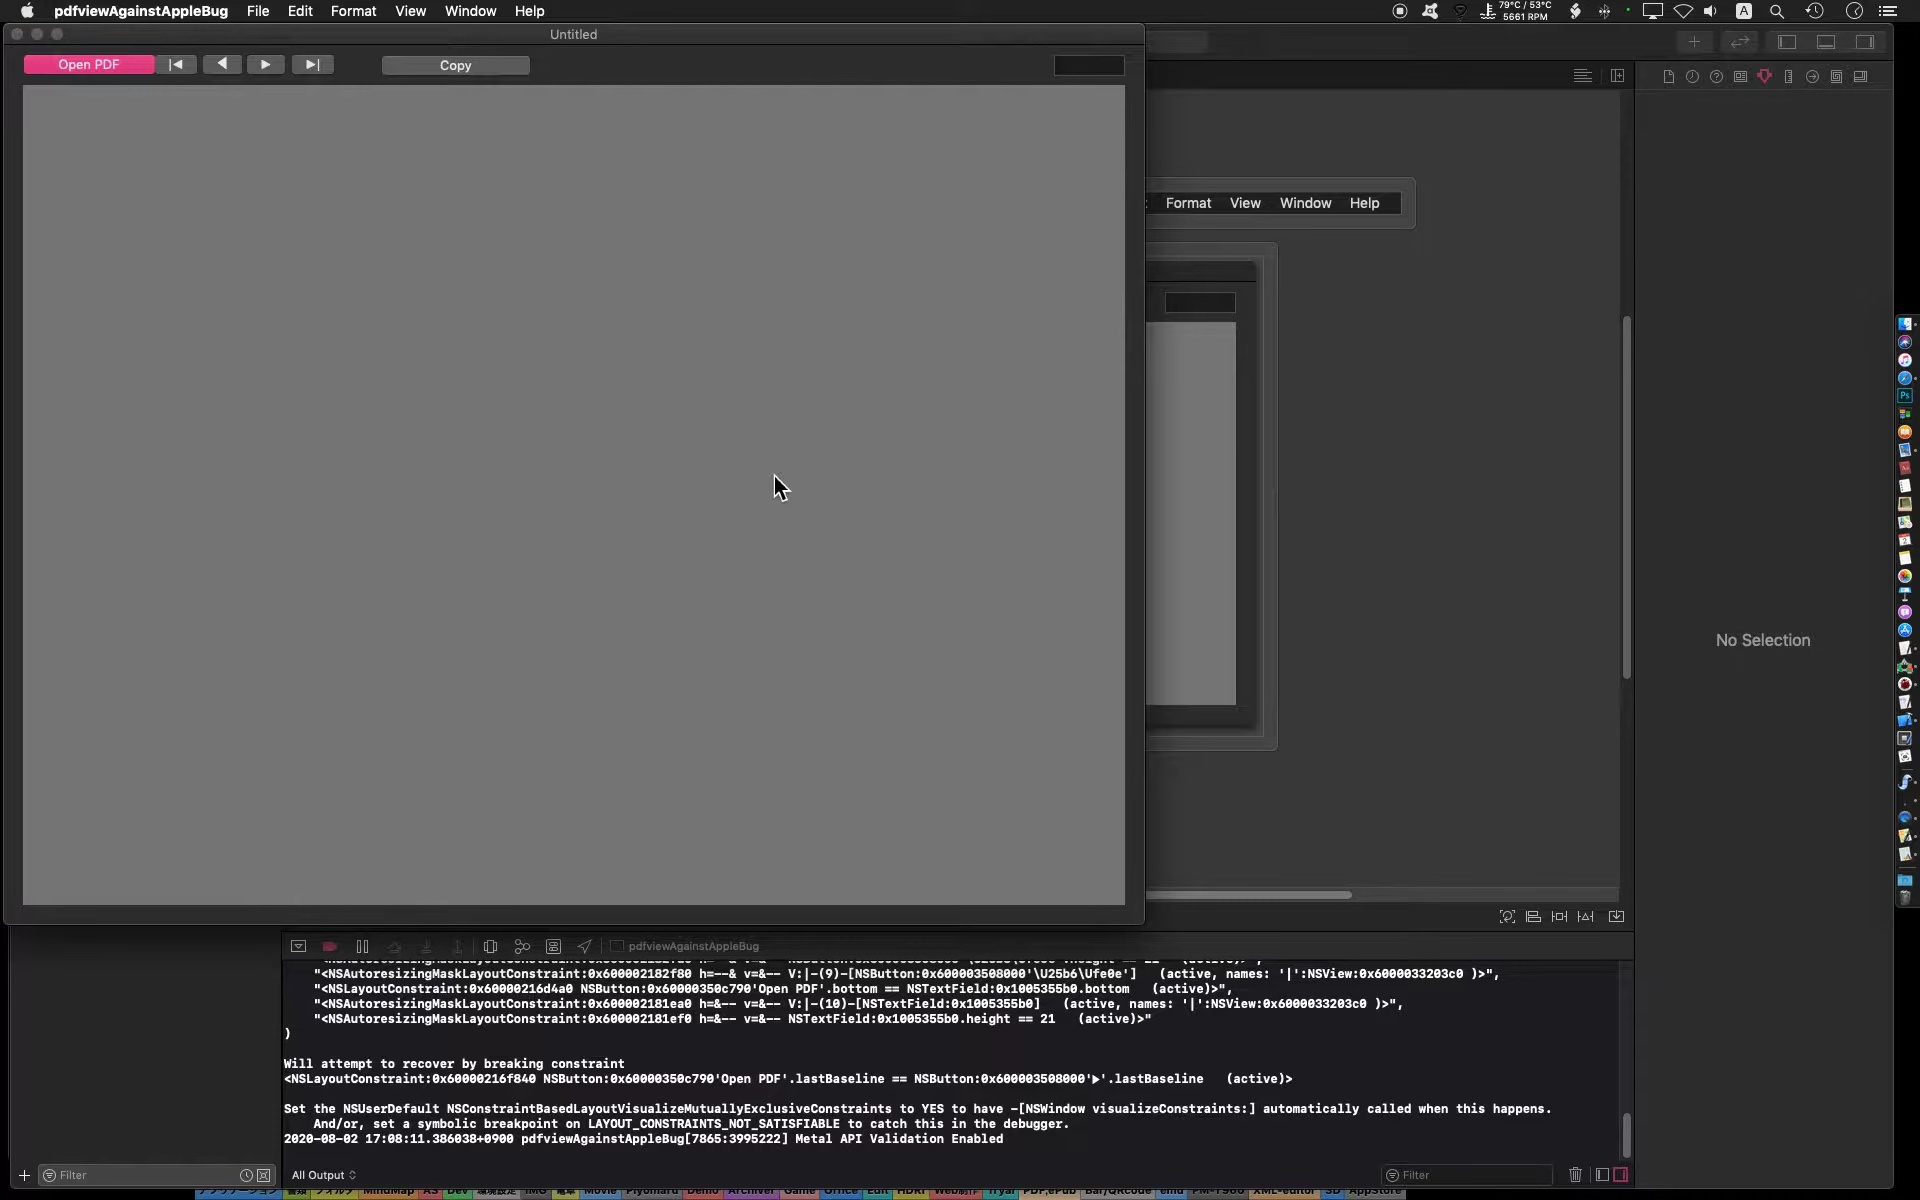 pdfviewAgainstAppleBug File Edit Format View Window Help
79°C / 53°C
5661 RPM
A
Untitled
Open PDF
Copy
Format View Window Help
Ps
No Selection
pdfviewAgainstAppleBug
"<NSAutoresizingMaskLayoutConstraint:0x600002182f80 h=--& v=&-- V:|-(9)-[NSButton:0x600003508000'\U25b6\Ufe0e']   (active, names: '|':NSView:0x6000033203c0 )>",
"<NSLayoutConstraint:0x60000216d4a0 NSButton:0x60000350c790'Open PDF'.bottom == NSTextField:0x1005355b0.bottom   (active)>",
"<NSAutoresizingMaskLayoutConstraint:0x600002181ea0 h=&-- v=&-- V:|-(10)-[NSTextField:0x1005355b0]   (active, names: '|':NSView:0x6000033203c0 )>",
"<NSAutoresizingMaskLayoutConstraint:0x600002181ef0 h=&-- v=&-- NSTextField:0x1005355b0.height == 21   (active)>"
)
Will attempt to recover by breaking constraint
<NSLayoutConstraint:0x60000216f840 NSButton:0x60000350c790'Open PDF'.lastBaseline == NSButton:0x600003508000'▶'.lastBaseline   (active)>
Set the NSUserDefault NSConstraintBasedLayoutVisualizeMutuallyExclusiveConstraints to YES to have -[NSWindow visualizeConstraints:] automatically called when this happens.
And/or, set a symbolic breakpoint on LAYOUT_CONSTRAINTS_NOT_SATISFIABLE to catch this in the debugger.
2020-08-02 17:08:11.386038+0900 pdfviewAgainstAppleBug[7865:3995222] Metal API Validation Enabled
Filter
All Output
Filter